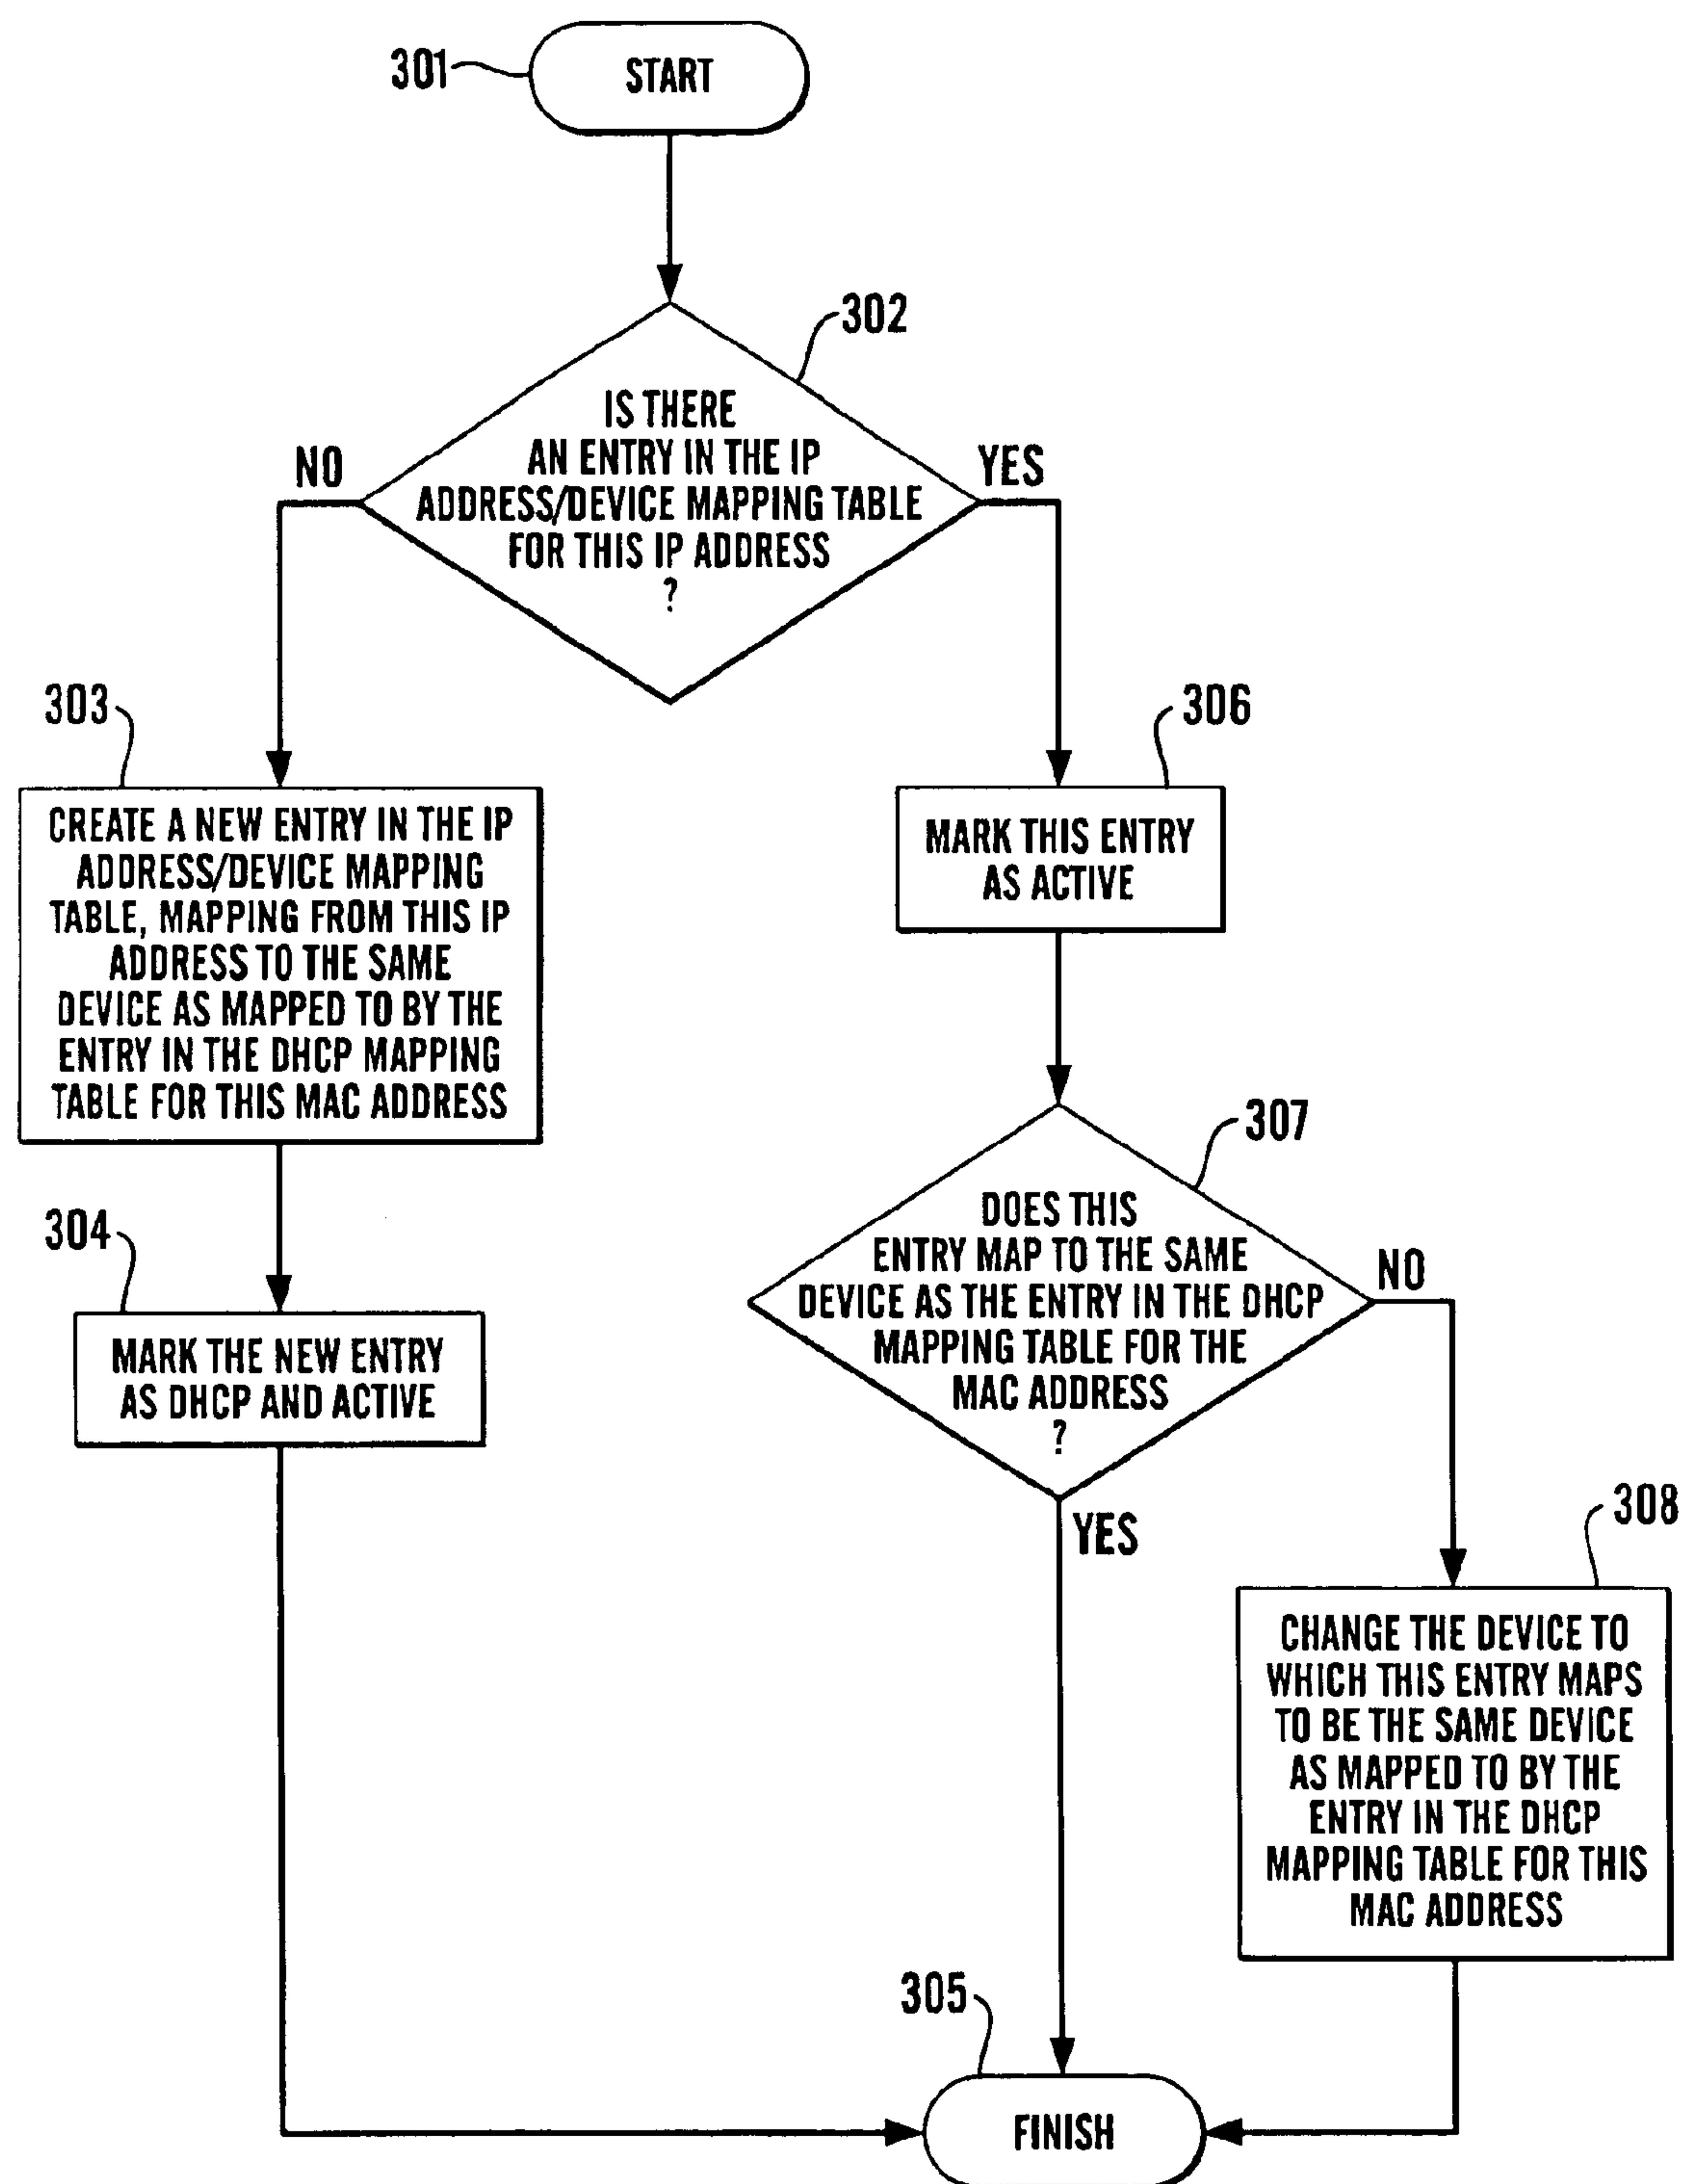 301
START
302
IS THERE
AN ENTRY IN THE IP
ADDRESS/DEVICE MAPPING TABLE
FOR THIS IP ADDRESS
?
NO
YES
303
CREATE A NEW ENTRY IN THE IP
ADDRESS/DEVICE MAPPING
TABLE, MAPPING FROM THIS IP
ADDRESS TO THE SAME
DEVICE AS MAPPED TO BY THE
ENTRY IN THE DHCP MAPPING
TABLE FOR THIS MAC ADDRESS
304
MARK THE NEW ENTRY
AS DHCP AND ACTIVE
306
MARK THIS ENTRY
AS ACTIVE
307
DOES THIS
ENTRY MAP TO THE SAME
DEVICE AS THE ENTRY IN THE DHCP
MAPPING TABLE FOR THE
MAC ADDRESS
?
NO
YES
308
CHANGE THE DEVICE TO
WHICH THIS ENTRY MAPS
TO BE THE SAME DEVICE
AS MAPPED TO BY THE
ENTRY IN THE DHCP
MAPPING TABLE FOR THIS
MAC ADDRESS
305
FINISH